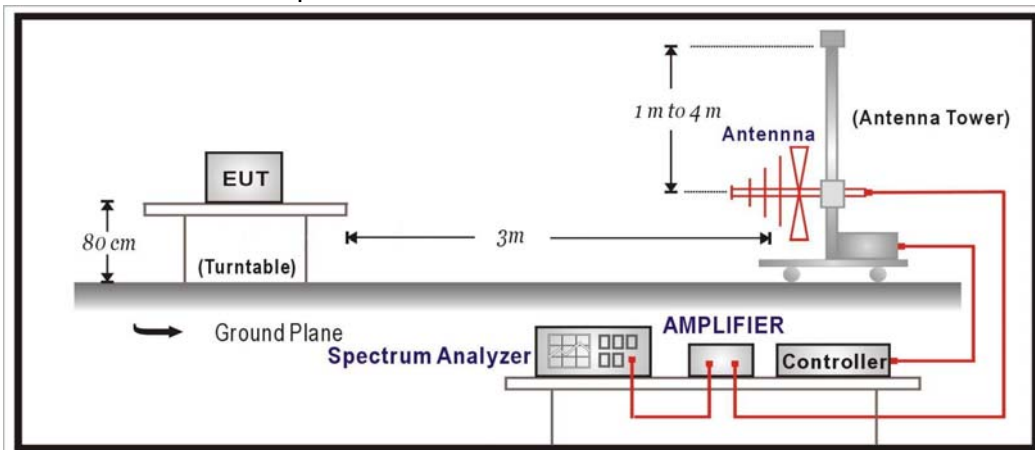 1 m to 4 m
(Antenna Tower)
Antennna
EUT
80 cm
3m
(Turntable)
Ground Plane
AMPLIFIER
Spectrum Analyzer
Controller